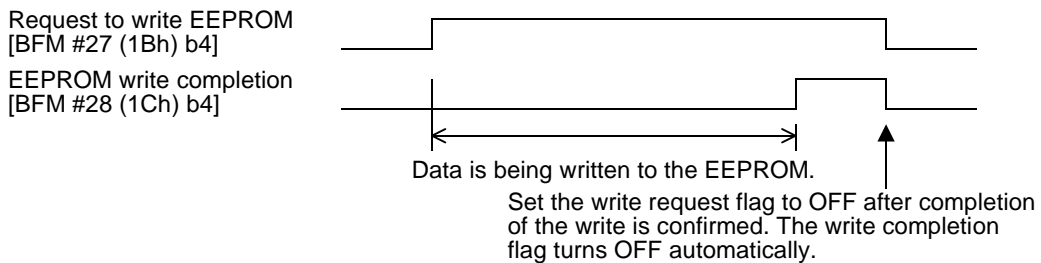 Request to write EEPROM
[BFM #27 (1Bh) b4]
EEPROM write completion
[BFM #28 (1Ch) b4]
Data is being written to the EEPROM.
Set the write request flag to OFF after completion
of the write is confirmed. The write completion
flag turns OFF automatically.